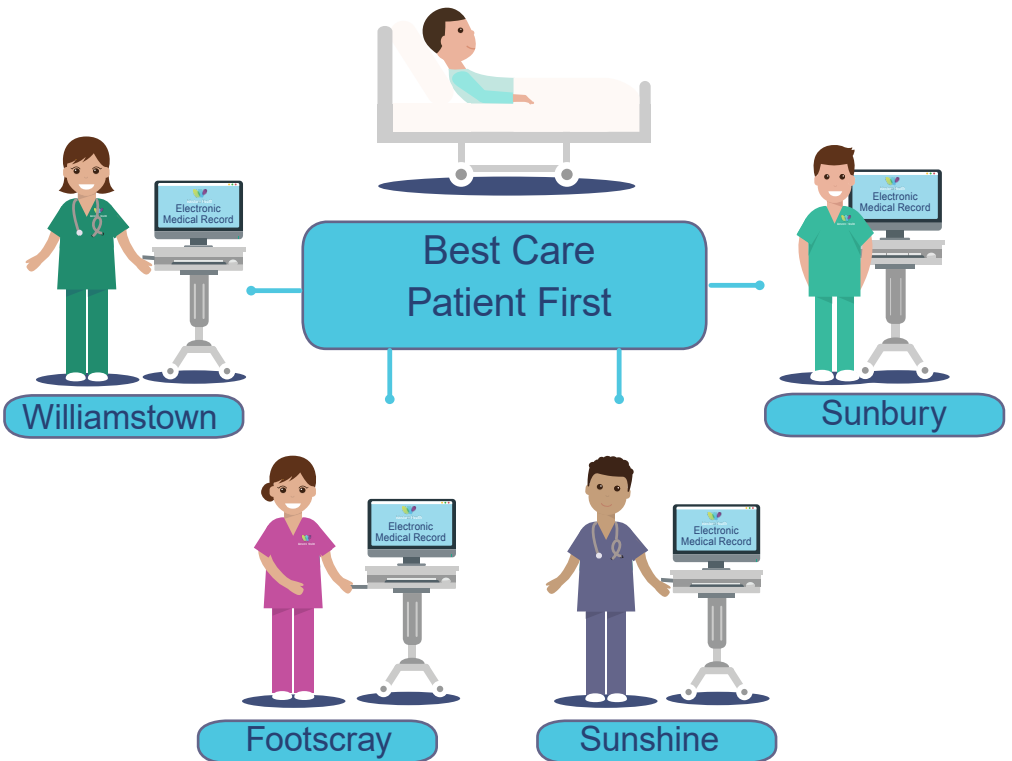 Best Care
Patient First
Electronic
Medical Record
Electronic
Medical Record
Williamstown
Sunbury
Electronic
Medical Record
Electronic
Medical Record
Footscray
Sunshine